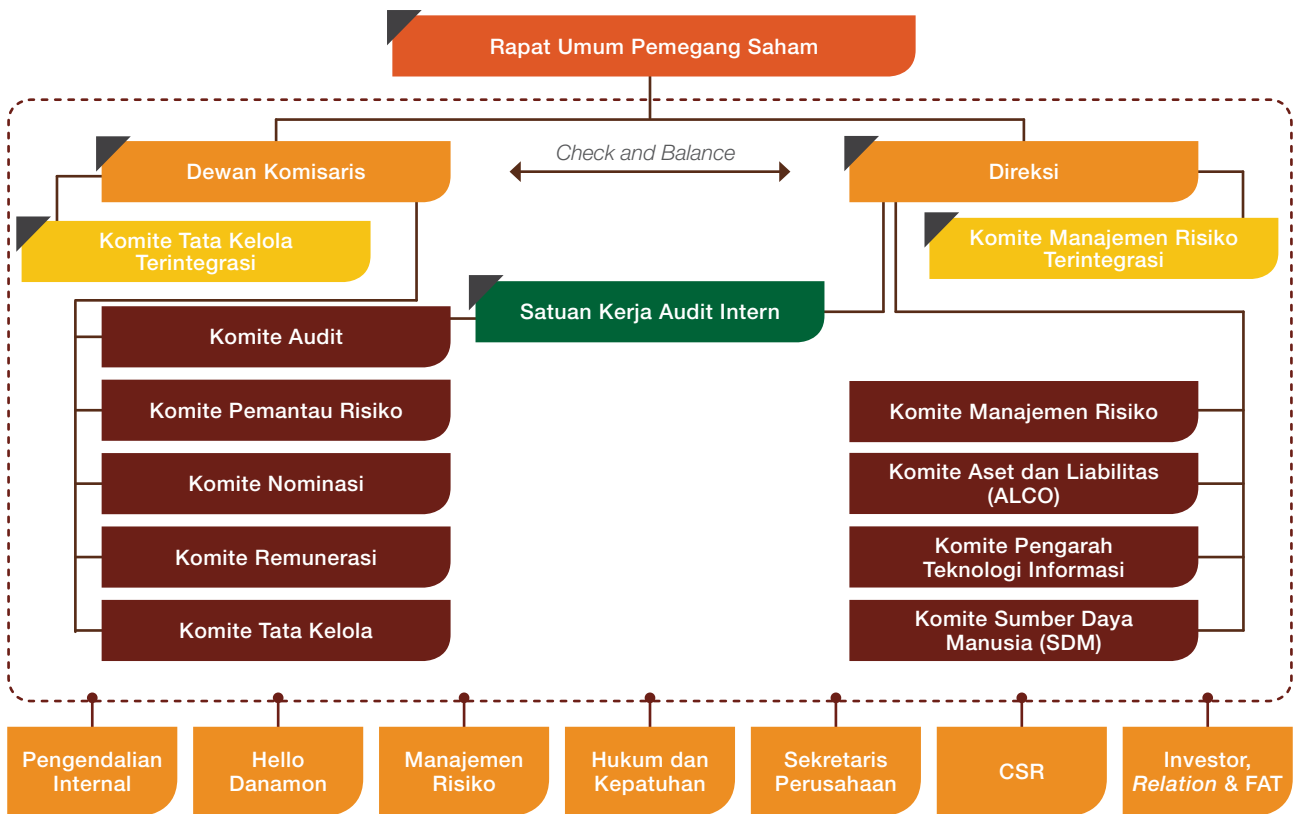 Rapat Umum Pemegang Saham
Dewan Komisaris
Check and Balance
Direksi
Komite Tata Kelola
Terintegrasi
Komite Manajemen Risiko
Terintegrasi
Satuan Kerja Audit Intern
Komite Audit
Komite Pemantau Risiko
Komite Nominasi
Komite Remunerasi
Komite Tata Kelola
Komite Manajemen Risiko
Komite Aset dan Liabilitas
(ALCO)
Komite Pengarah
Teknologi Informasi
Komite Sumber Daya
Manusia (SDM)
Pengendalian
Internal
Hello
Danamon
Manajemen
Risiko
Hukum dan
Kepatuhan
Sekretaris
Perusahaan
CSR
Investor,
Relation & FAT